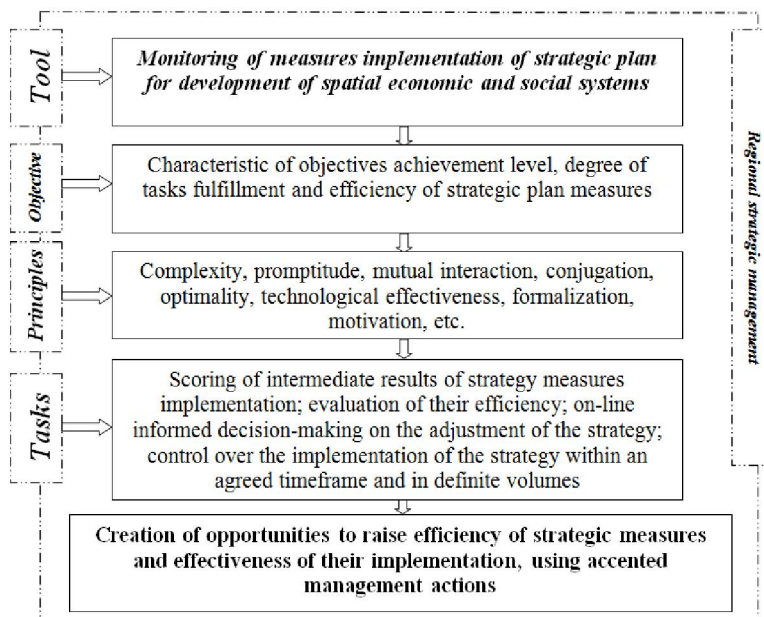 Tool
Monitoring of measures implementation of strategic plan
for development of spatial economic and social systems
Objective
Characteristic of objectives achievement level, degree of
tasks fulfillment and efficiency of strategic plan measures
Principles
Complexity, promptitude, mutual interaction, conjugation,
optimality, technological effectiveness, formalization,
motivation, etc.
Tasks
Scoring of intermediate results of strategy measures
implementation; evaluation of their efficiency; on-line
informed decision-making on the adjustment of the strategy;
control over the implementation of the strategy within an
agreed timeframe and in definite volumes
Creation of opportunities to raise efficiency of strategic measures
and effectiveness of their implementation, using accented
management actions
Regional strategic management